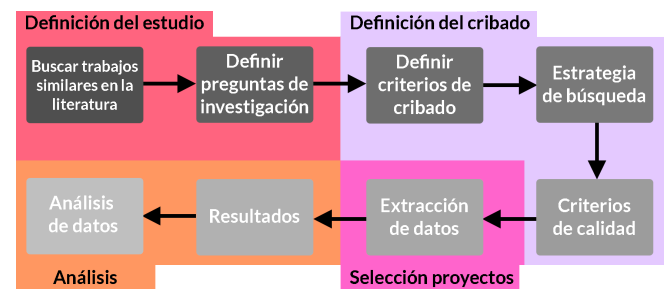 Definición del estudio
Definición del cribado
Buscar trabajos
similares en la
literatura
Definir
preguntas de
investigación
Definir
criterios de
cribado
Estrategia
de búsqueda
Criterios
de calidad
Extracción
de datos
Resultados
Análisis
de datos
Análisis
Selección proyectos